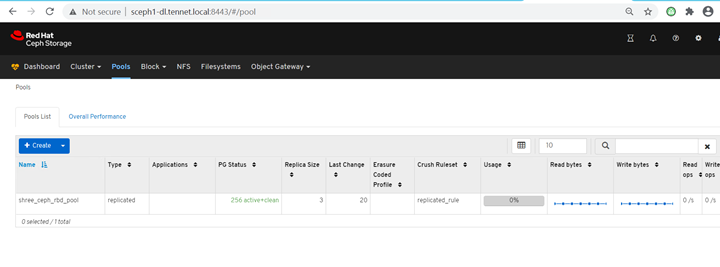 Not secure | sceph1-dl.tennet.local:8443/#/pool
Red Hat
Ceph Storage
Dashboard Cluster Pools Block NFS Filesystems Object Gateway
Pools
Pools List Overall Performance
+ Create 10
Name Type Applications PG Status Replica Size Last Change Erasure Coded Profile Crush Ruleset Usage Read bytes Write bytes Read ops Write ops
shree_ceph_rbd_pool replicated 256 active+clean 3 20 replicated_rule 0% 0 /s 0 /s
0 selected / 1 total